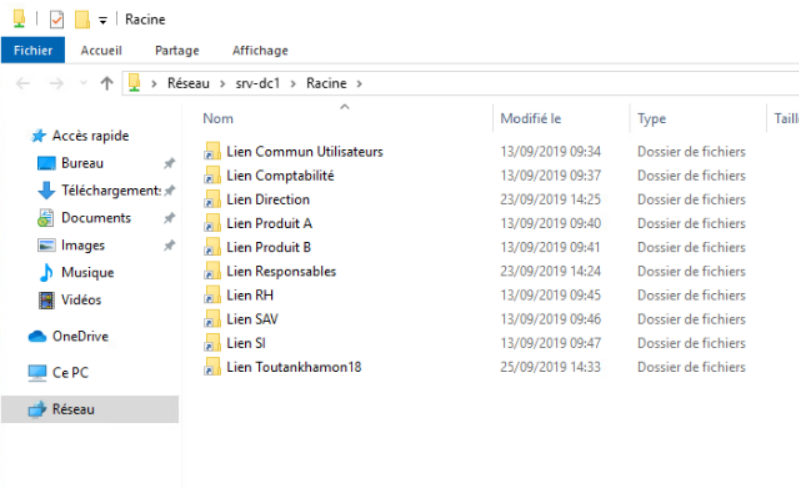 Racine
Fichier Accueil Partage Affichage
Réseau srv-dc1 Racine
Nom Modifié le Type Taill
Accès rapide
Bureau
Téléchargement:
Documents
Images
Musique
Vidéos
OneDrive
Ce PC
Réseau
Lien Commun Utilisateurs 13/09/2019 09:34 Dossier de fichiers
Lien Comptabilité 13/09/2019 09:37 Dossier de fichiers
Lien Direction 23/09/2019 14:25 Dossier de fichiers
Lien Produit A 13/09/2019 09:40 Dossier de fichiers
Lien Produit B 13/09/2019 09:41 Dossier de fichiers
Lien Responsables 23/09/2019 14:24 Dossier de fichiers
Lien RH 13/09/2019 09:45 Dossier de fichiers
Lien SAV 13/09/2019 09:46 Dossier de fichiers
Lien SI 13/09/2019 09:47 Dossier de fichiers
Lien Toutankhamon18 25/09/2019 14:33 Dossier de fichiers